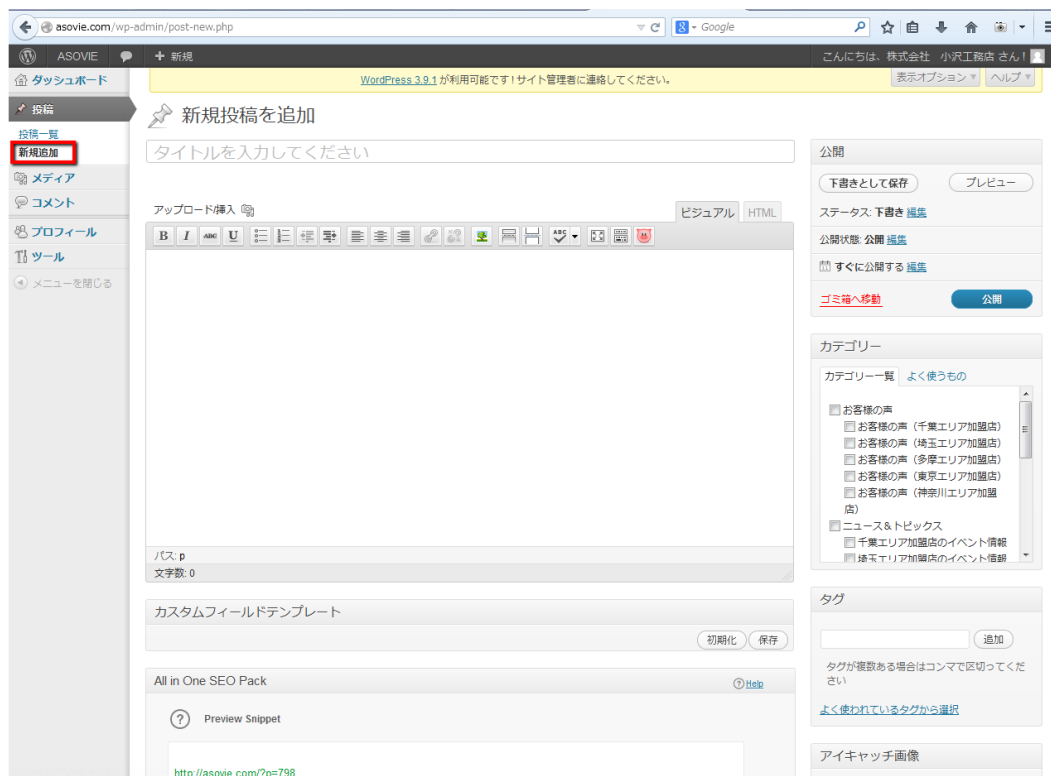 asovie.com/wp-admin/post-new.php
8 - Google
ASOVIE + 新規 こんにちは、株式会社 小沢工務店 さん！
ダッシュボード
WordPress 3.9.1 が利用可能です！サイト管理者に連絡してください。
表示オプション ヘルプ
投稿
新規投稿を追加
投稿一覧
新規追加
メディア
コメント
プロフィール
ツール
メニューを閉じる
タイトルを入力してください
アップロード/挿入
ビジュアル HTML
B I ABC U ABC
パス: p
文字数: 0
カスタムフィールドテンプレート
初期化 保存
All in One SEO Pack
? Help
? Preview Snippet
http://asovie.com/?p=798
公開
下書きとして保存 プレビュー
ステータス: 下書き 編集
公開状態: 公開 編集
すぐに公開する 編集
ゴミ箱へ移動 公開
カテゴリー
カテゴリー一覧 よく使うもの
お客様の声
お客様の声（千葉エリア加盟店）
お客様の声（埼玉エリア加盟店）
お客様の声（多摩エリア加盟店）
お客様の声（東京エリア加盟店）
お客様の声（神奈川エリア加盟
店）
ニュース＆トピックス
千葉エリア加盟店のイベント情報
埼玉エリア加盟店のイベント情報
タグ
追加
タグが複数ある場合はコンマで区切ってくだ
さい
よく使われているタグから選択
アイキャッチ画像